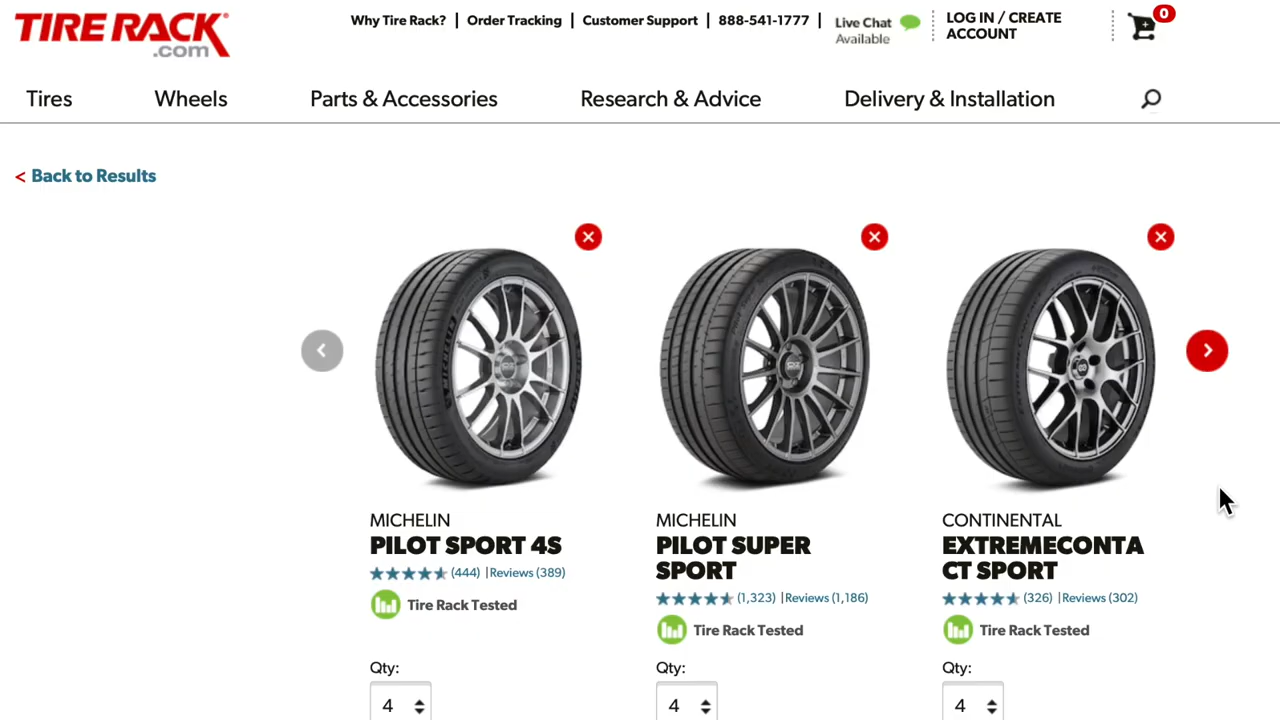 TIRE RACK
.com
Why Tire Rack? | Order Tracking | Customer Support | 888-541-1777 |
Live Chat
Available
LOG IN / CREATE
ACCOUNT
0
Tires
Wheels
Parts & Accessories
Research & Advice
Delivery & Installation
< Back to Results
MICHELIN
PILOT SPORT 4S
(444) | Reviews (389)
Tire Rack Tested
Qty:
4
MICHELIN
PILOT SUPER
SPORT
(1,323) | Reviews (1,186)
Tire Rack Tested
Qty:
4
CONTINENTAL
EXTREMECONTA
CT SPORT
(326) | Reviews (302)
Tire Rack Tested
Qty:
4